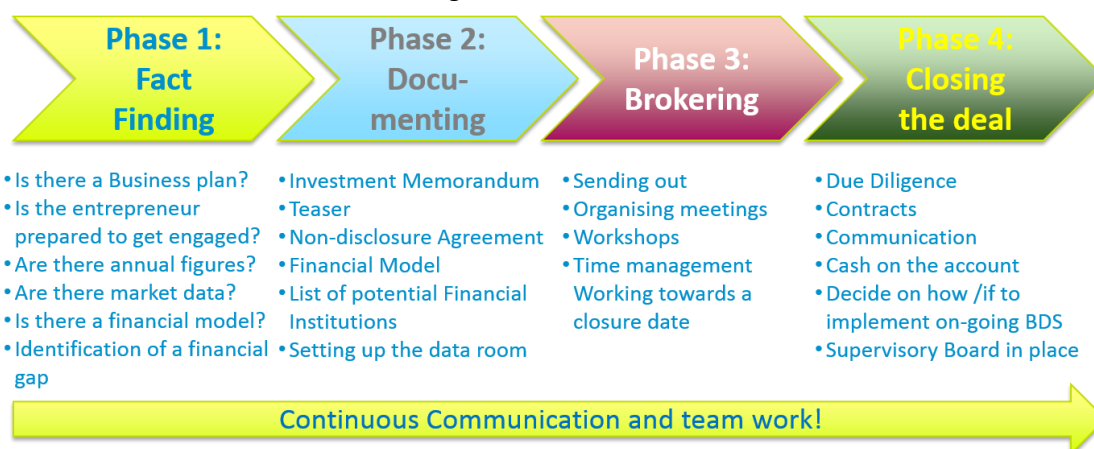 Phase 1:
Fact
Finding
Phase 2:
Docu-
menting
Phase 3:
Brokering
Phase 4:
Closing
the deal
• Is there a Business plan?
• Is the entrepreneur
prepared to get engaged?
• Are there annual figures?
• Are there market data?
• Is there a financial model?
• Identification of a financial
gap
• Investment Memorandum
• Teaser
• Non-disclosure Agreement
• Financial Model
• List of potential Financial
Institutions
• Setting up the data room
• Sending out
• Organising meetings
• Workshops
• Time management
Working towards a
closure date
• Due Diligence
• Contracts
• Communication
• Cash on the account
• Decide on how /if to
implement on-going BDS
• Supervisory Board in place
Continuous Communication and team work!